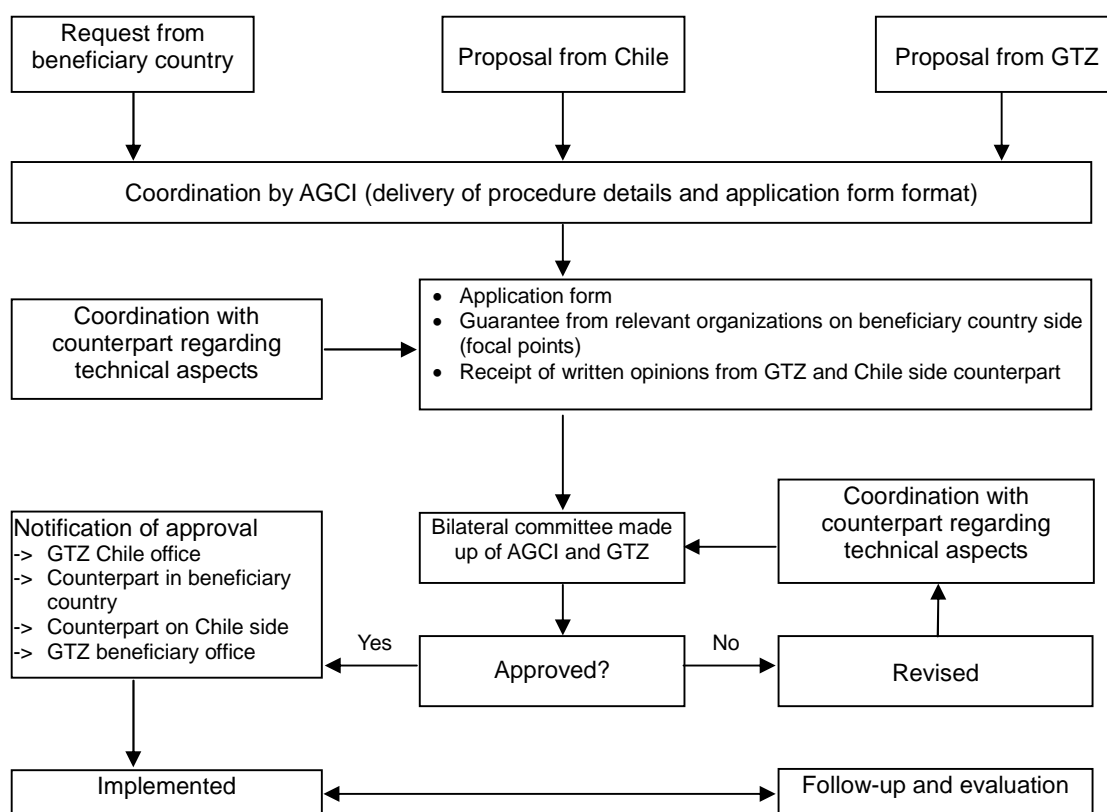 Request from
beneficiary country
Proposal from Chile
Proposal from GTZ
Coordination by AGCI (delivery of procedure details and application form format)
Coordination with
counterpart regarding
technical aspects
• Application form
• Guarantee from relevant organizations on beneficiary country side
(focal points)
• Receipt of written opinions from GTZ and Chile side counterpart
Notification of approval
-> GTZ Chile office
-> Counterpart in beneficiary
country
-> Counterpart on Chile side
-> GTZ beneficiary office
Bilateral committee made
up of AGCI and GTZ
Coordination with
counterpart regarding
technical aspects
Yes
Approved?
No
Revised
Implemented
Follow-up and evaluation